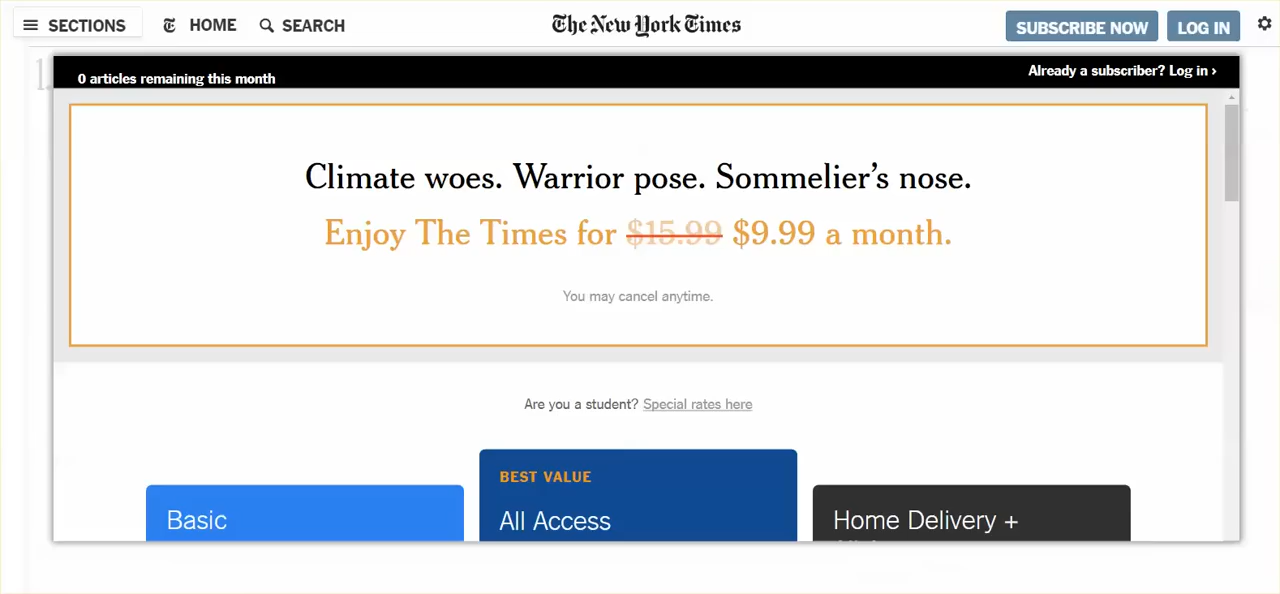 SECTIONS HOME SEARCH The New York Times SUBSCRIBE NOW LOG IN
0 articles remaining this month Already a subscriber? Log in ›
Climate woes. Warrior pose. Sommelier’s nose.
Enjoy The Times for $15.99 $9.99 a month.
You may cancel anytime.
Are you a student? Special rates here
BEST VALUE
Basic All Access Home Delivery +